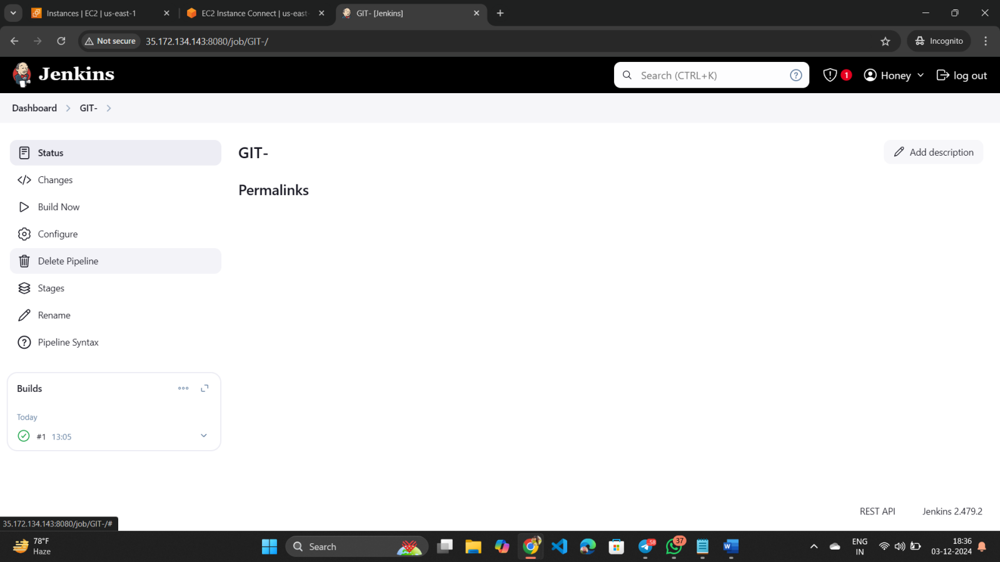 Instances | EC2 | us-east-1
EC2 Instance Connect | us-east-
GIT- [Jenkins]
Not secure
35.172.134.143:8080/job/GIT-/
Incognito
Jenkins
Search (CTRL+K)
1
Honey
log out
Dashboard
GIT-
Status
Changes
Build Now
Configure
Delete Pipeline
Stages
Rename
Pipeline Syntax
GIT-
Add description
Permalinks
Builds
Today
#1 13:05
REST API
Jenkins 2.479.2
35.172.134.143:8080/job/GIT-/#
78°F
Haze
Search
58
37
ENG
IN
18:36
03-12-2024